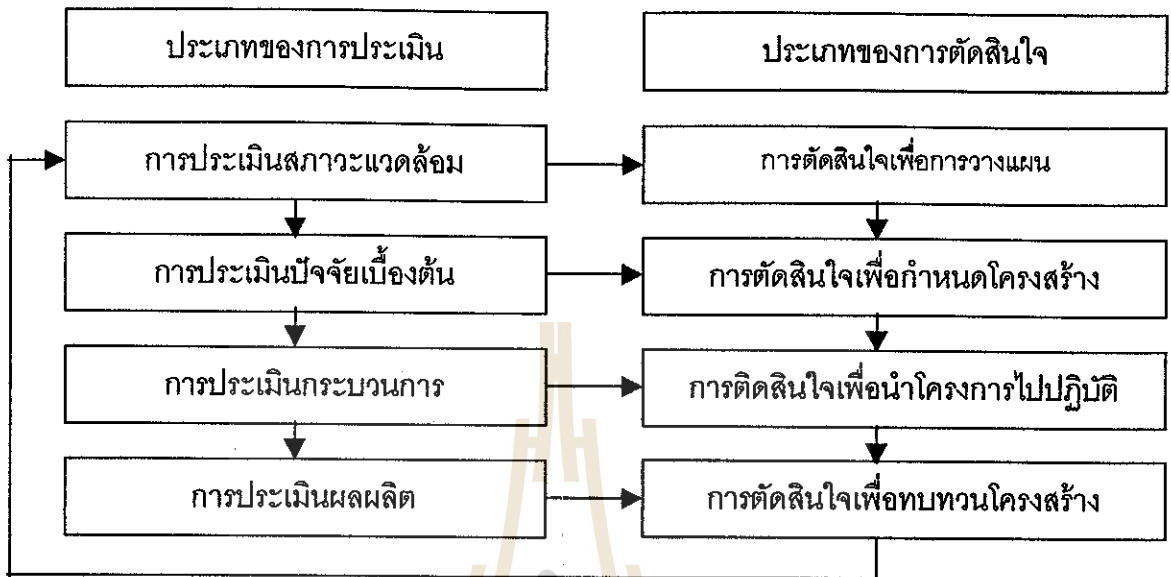 ประเภทของการประเมิน ประเภทของการตัดสินใจ
การประเมินสภาวะแวดล้อม การตัดสินใจเพื่อการวางแผน
การประเมินปัจจัยเบื้องต้น การตัดสินใจเพื่อกำหนดโครงสร้าง
การประเมินกระบวนการ การติดสินใจเพื่อนำโครงการไปปฏิบัติ
การประเมินผลผลิต การตัดสินใจเพื่อทบทวนโครงสร้าง